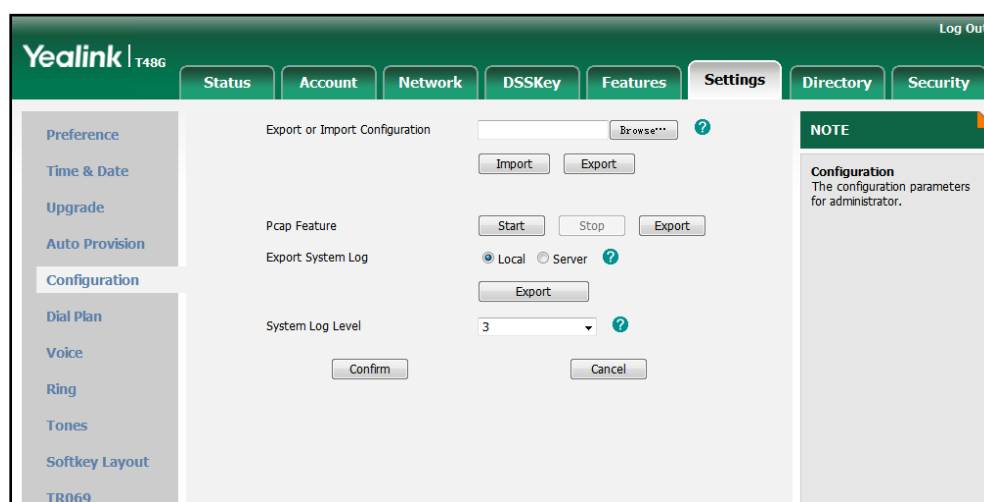 Log Out
Yealink | T48G
Status Account Network DSSKey Features Settings Directory Security
Preference
Time & Date
Upgrade
Auto Provision
Configuration
Dial Plan
Voice
Ring
Tones
Softkey Layout
TR069
Export or Import Configuration Browse... ?
Import Export
Pcap Feature Start Stop Export
Export System Log Local Server ?
Export
System Log Level 3 ?
Confirm Cancel
NOTE
Configuration
The configuration parameters
for administrator.